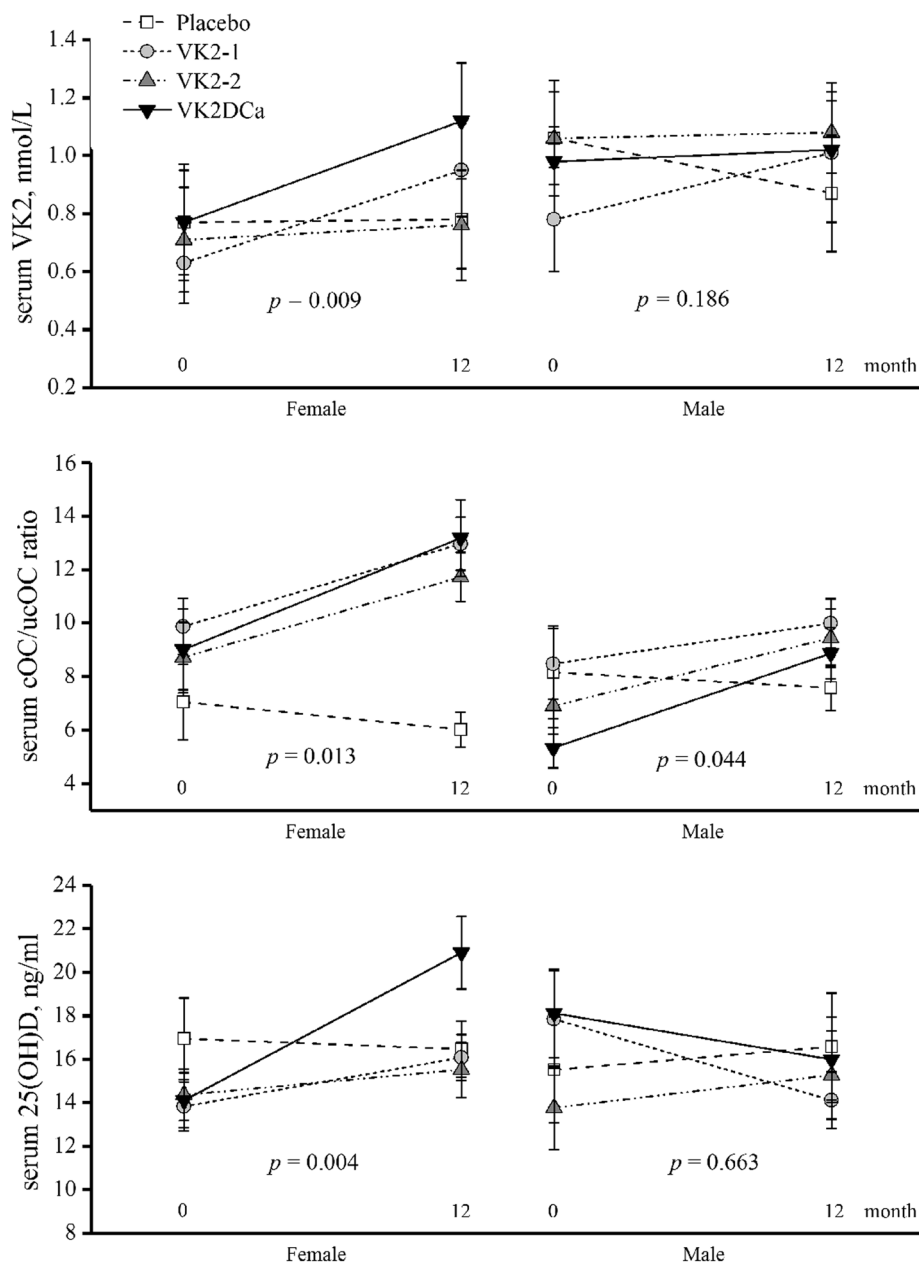 Placebo
VK2-1
VK2-2
VK2DCa
serum VK2, nmol/L
1.4
1.2
1.0
0.8
0.6
0.4
0.2
p – 0.009
p = 0.186
0 12 0 12 month
Female Male
serum cOC/ucOC ratio
16
14
12
10
8
6
4
p = 0.013
p = 0.044
0 12 0 12 month
Female Male
serum 25(OH)D, ng/ml
24
22
20
18
16
14
12
10
8
p = 0.004
p = 0.663
0 12 0 12 month
Female Male